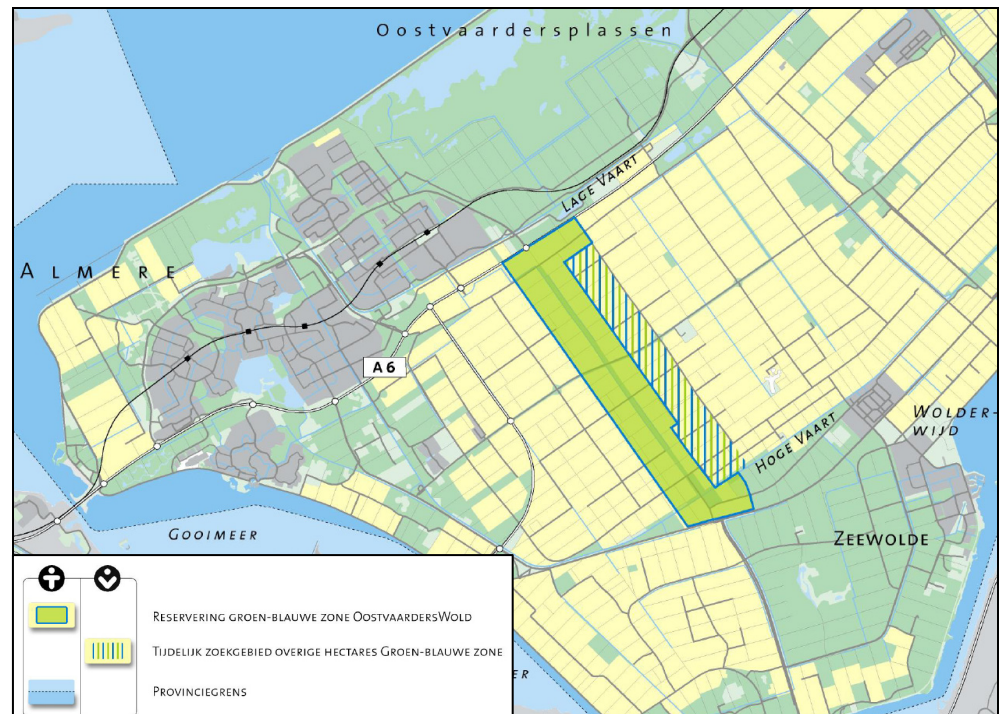 Oostvaardersplassen
LAGE VAART
ALMERE
A6
WOLDER-
WIJD
HOGE VAART
GOOIMEER
ZEEWOLDE
RESERVERING GROEN-BLAUWE ZONE OOSTVAARDERSWOLD
TIJDELIJK ZOEKGEBIED OVERIGE HECTARES GROEN-BLAUWE ZONE
ER
PROVINCIEGRENS